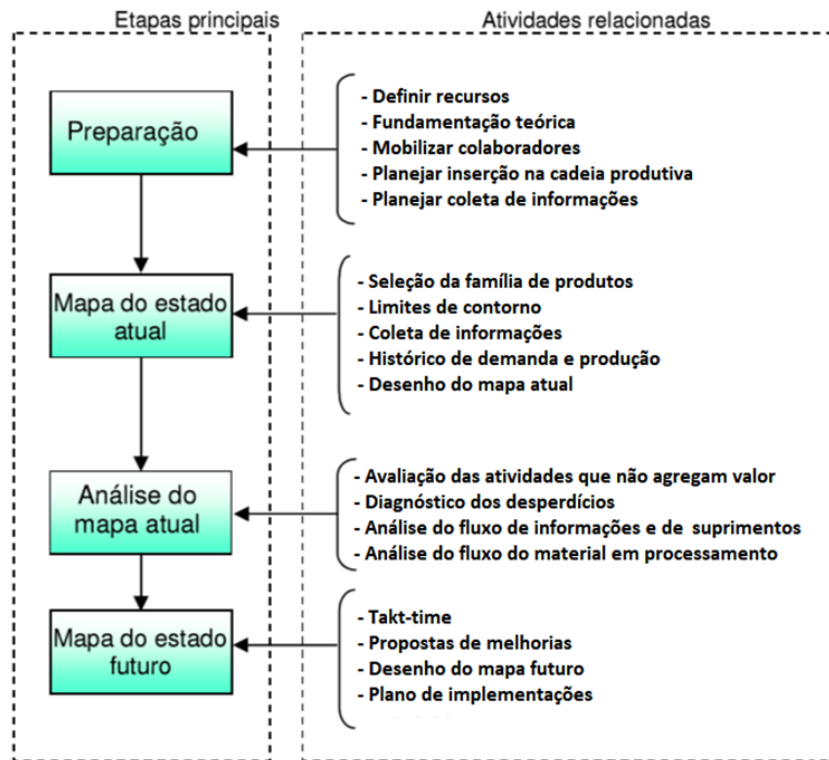 Etapas principais
Atividades relacionadas
Preparação
- Definir recursos
- Fundamentação teórica
- Mobilizar colaboradores
- Planejar inserção na cadeia produtiva
- Planejar coleta de informações
Mapa do estado
atual
- Seleção da família de produtos
- Limites de contorno
- Coleta de informações
- Histórico de demanda e produção
- Desenho do mapa atual
Análise do
mapa atual
- Avaliação das atividades que não agregam valor
- Diagnóstico dos desperdícios
- Análise do fluxo de informações e de suprimentos
- Análise do fluxo do material em processamento
Mapa do estado
futuro
- Takt-time
- Propostas de melhorias
- Desenho do mapa futuro
- Plano de implementações